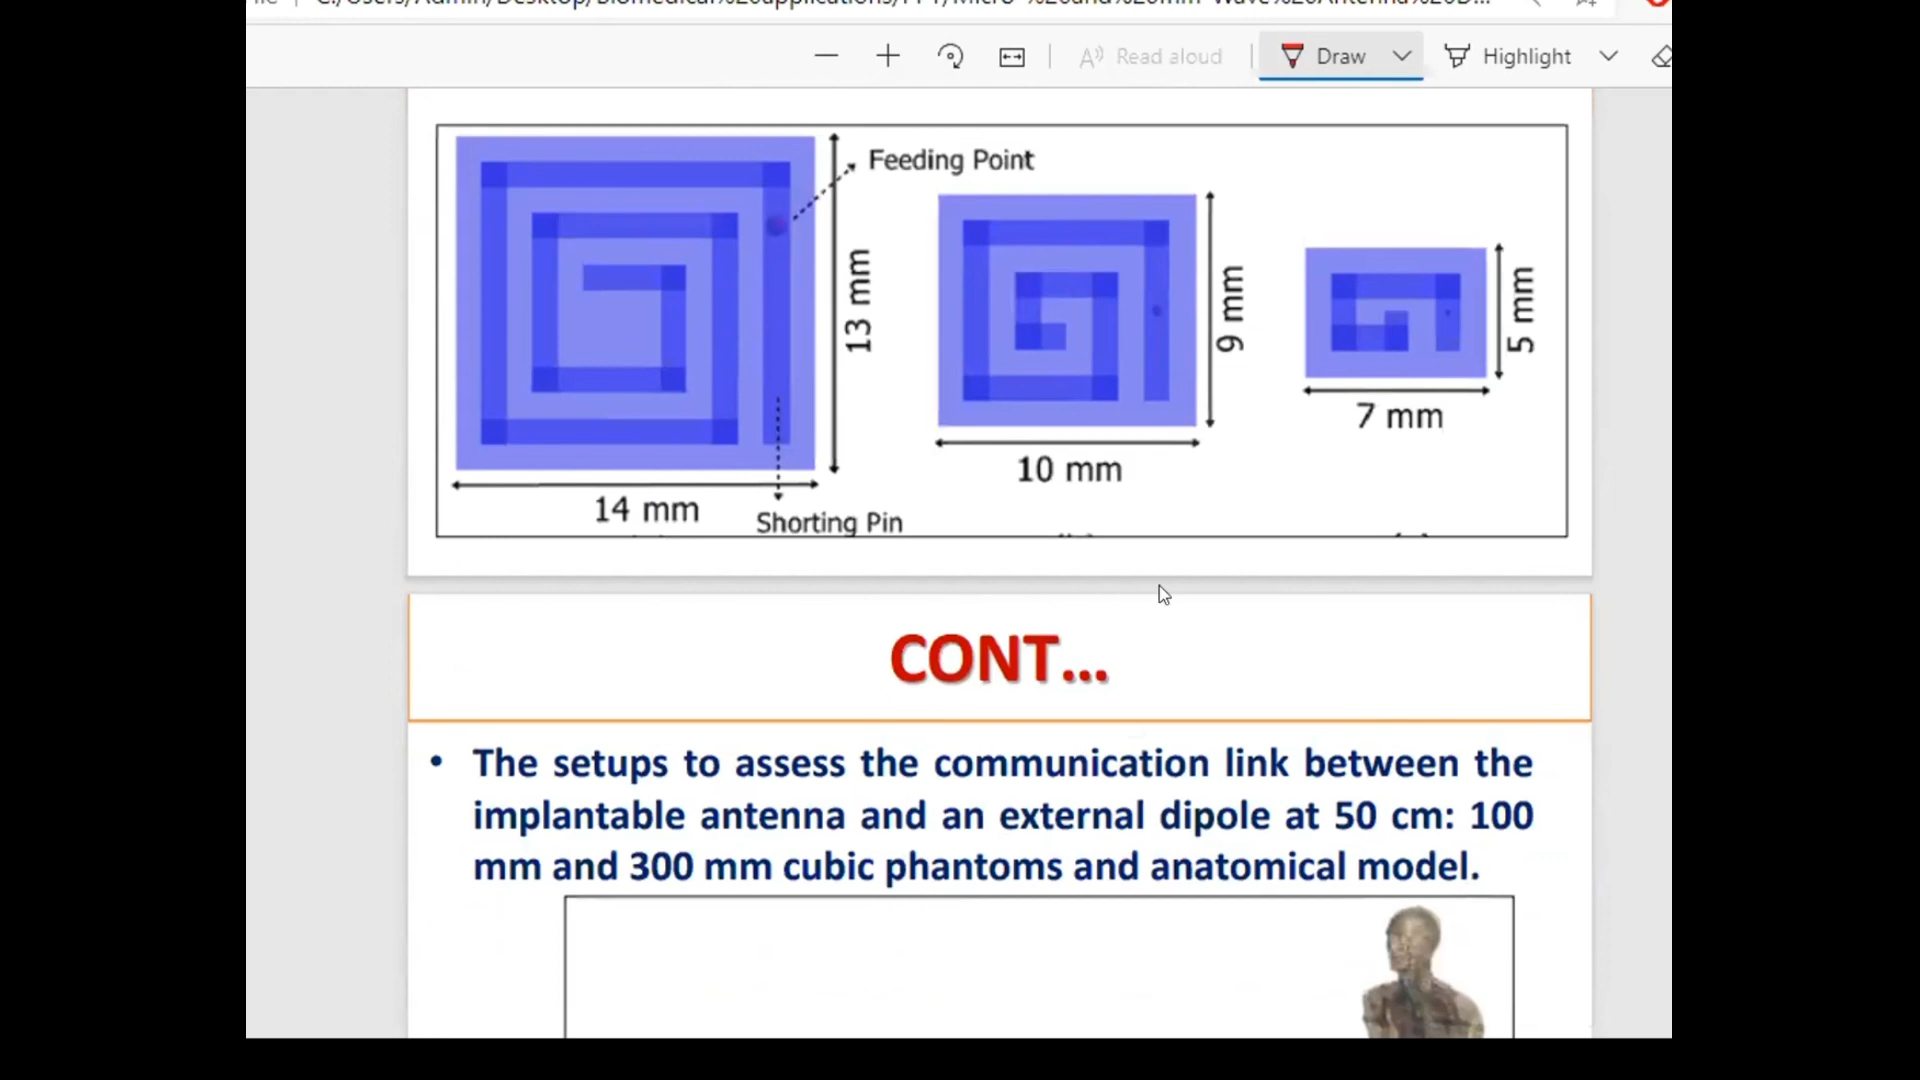 Read aloud
Draw
Highlight
Feeding Point
13 mm
14 mm
Shorting Pin
9 mm
10 mm
5 mm
7 mm
CONT...
• The setups to assess the communication link between the
implantable antenna and an external dipole at 50 cm: 100
mm and 300 mm cubic phantoms and anatomical model.